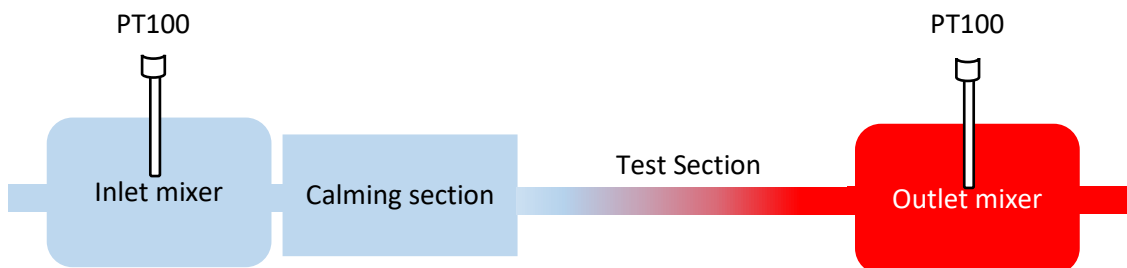 PT100
PT100
Test Section
Inlet mixer
Calming section
Outlet mixer